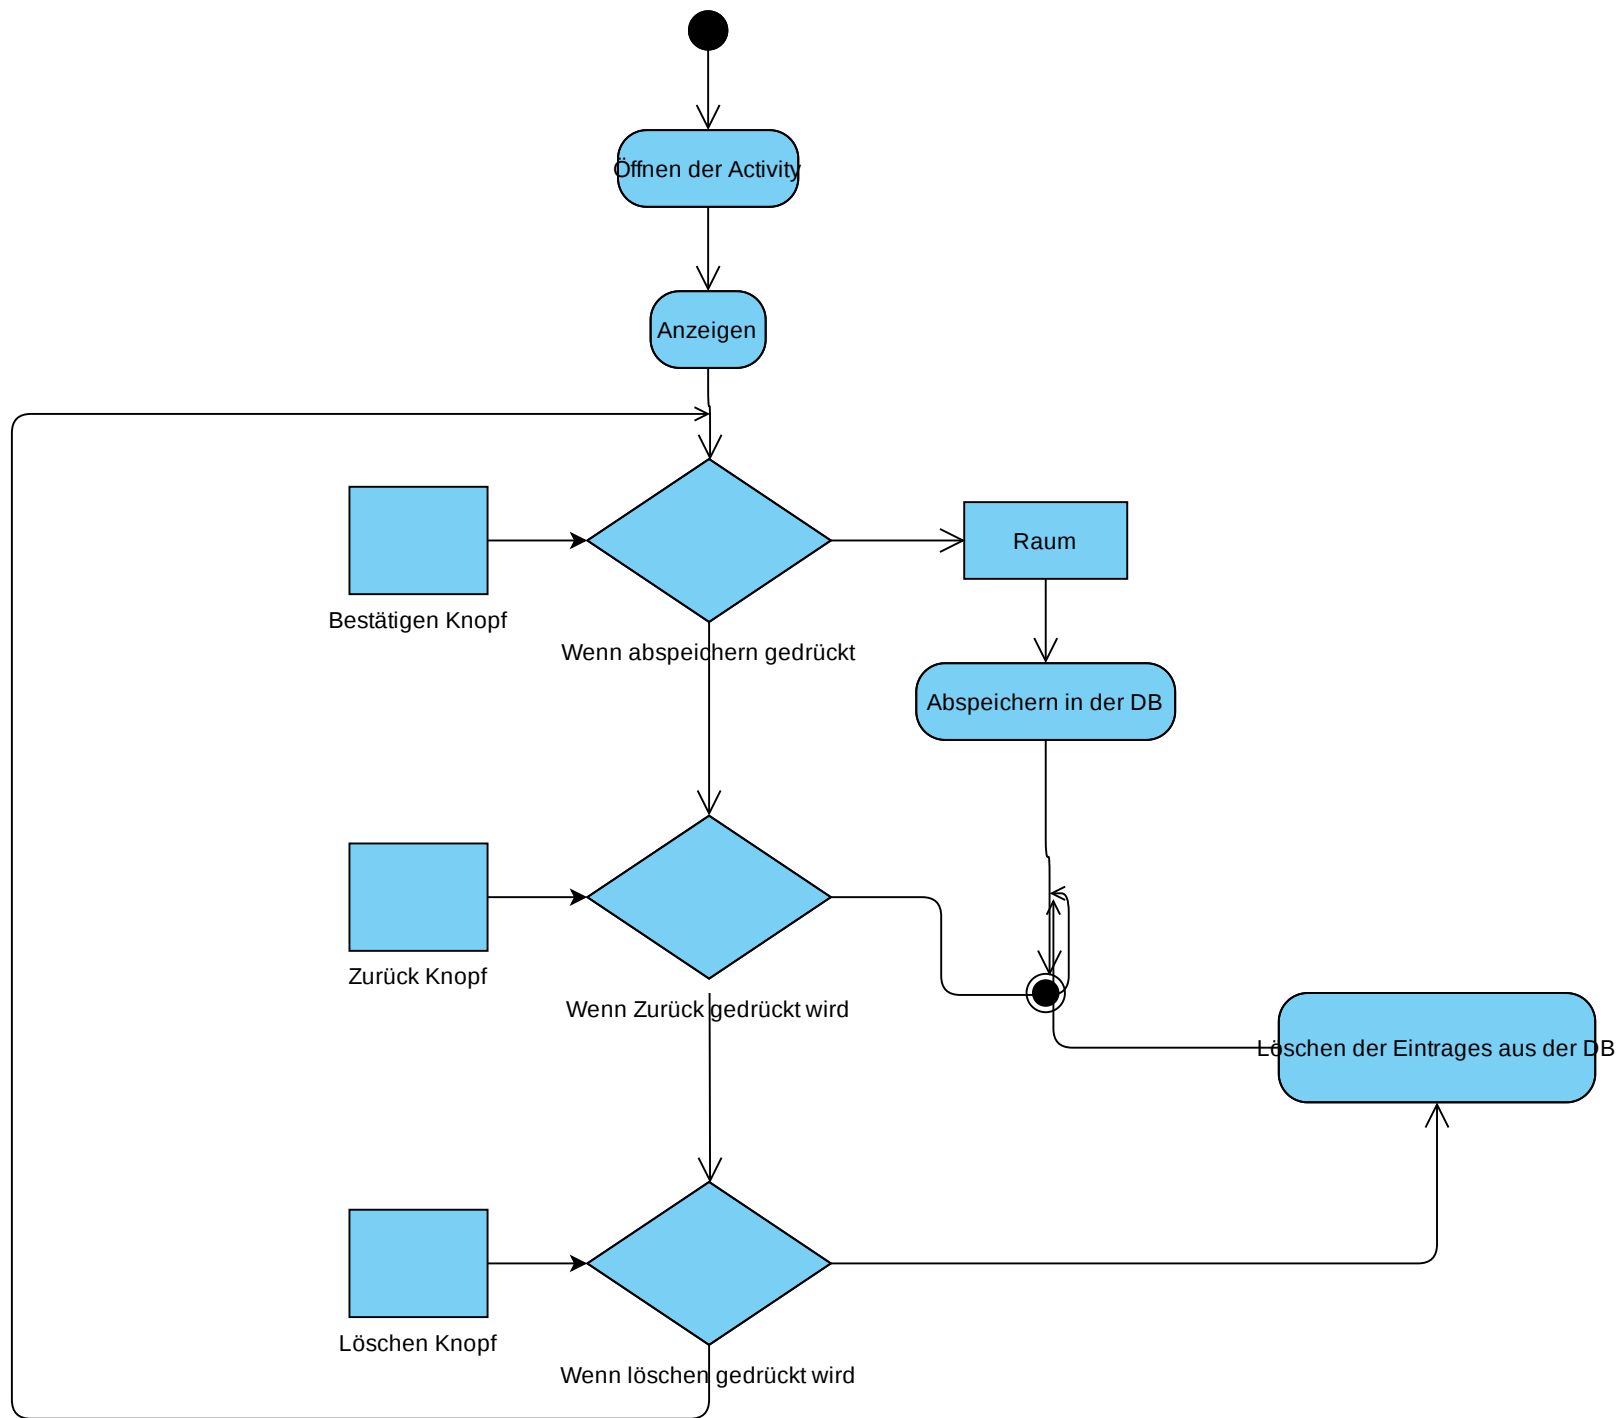 Öffnen der Activity
Anzeigen
Raum
Bestätigen Knopf
Wenn abspeichern gedrückt
Abspeichern in der DB
Zurück Knopf
Wenn Zurück gedrückt wird
Löschen der Eintrages aus der DB
Löschen Knopf
Wenn löschen gedrückt wird